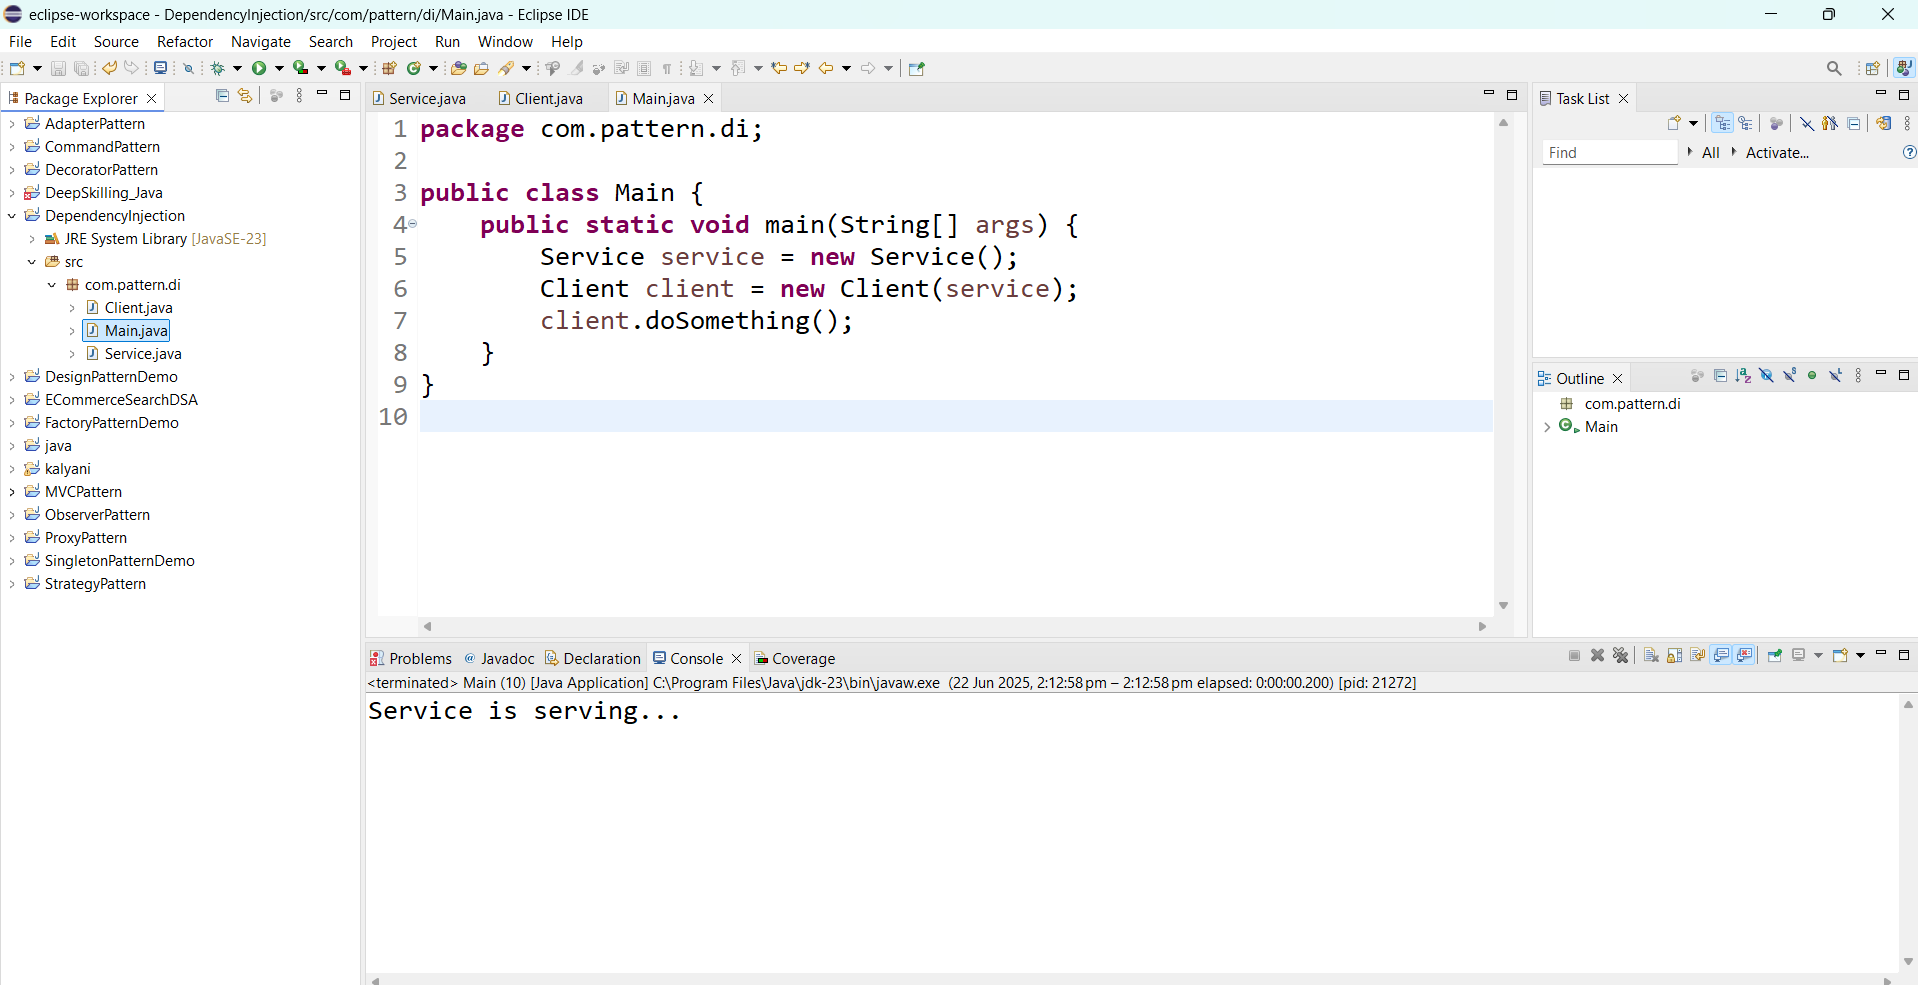 eclipse-workspace - DependencyInjection/src/com/pattern/di/Main.java - Eclipse IDE
File Edit Source Refactor Navigate Search Project Run Window Help
Package Explorer
AdapterPattern
CommandPattern
DecoratorPattern
DeepSkilling_Java
DependencyInjection
JRE System Library [JavaSE-23]
src
com.pattern.di
Client.java
Main.java
Service.java
DesignPatternDemo
ECommerceSearchDSA
FactoryPatternDemo
java
kalyani
MVCPattern
ObserverPattern
ProxyPattern
SingletonPatternDemo
StrategyPattern
Service.java Client.java Main.java
1 package com.pattern.di;
2
3 public class Main {
4 public static void main(String[] args) {
5 Service service = new Service();
6 Client client = new Client(service);
7 client.doSomething();
8 }
9 }
10
Task List
Find All Activate...
Outline
com.pattern.di
Main
Problems @ Javadoc Declaration Console Coverage
<terminated> Main (10) [Java Application] C:\Program Files\Java\jdk-23\bin\javaw.exe (22 Jun 2025, 2:12:58 pm – 2:12:58 pm elapsed: 0:00:00.200) [pid: 21272]
Service is serving...